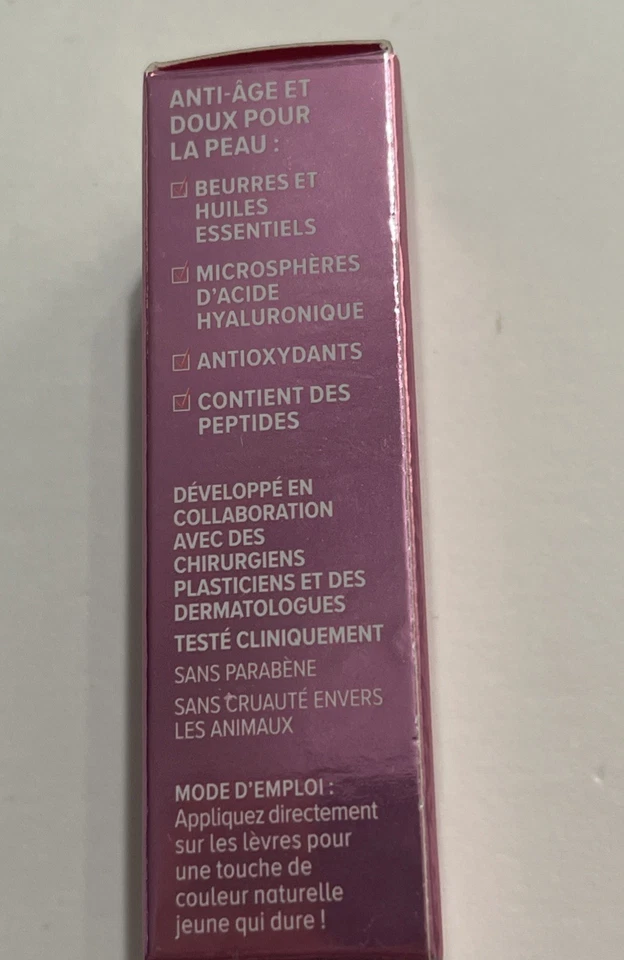 ANTI-ÂGE ET
DOUX POUR
LA PEAU :
BEURRES ET
HUILES
ESSENTIELS
MICROSPHÈRES
D'ACIDE
HYALURONIQUE
ANTIOXYDANTS
CONTIENT DES
PEPTIDES
DÉVELOPPÉ EN
COLLABORATION
AVEC DES
CHIRURGIENS
PLASTICIENS ET DES
DERMATOLOGUES
TESTÉ CLINIQUEMENT
SANS PARABÈNE
SANS CRUAUTÉ ENVERS
LES ANIMAUX
MODE D'EMPLOI :
Appliquez directement
sur les lèvres pour
une touche de
couleur naturelle
jeune qui dure !